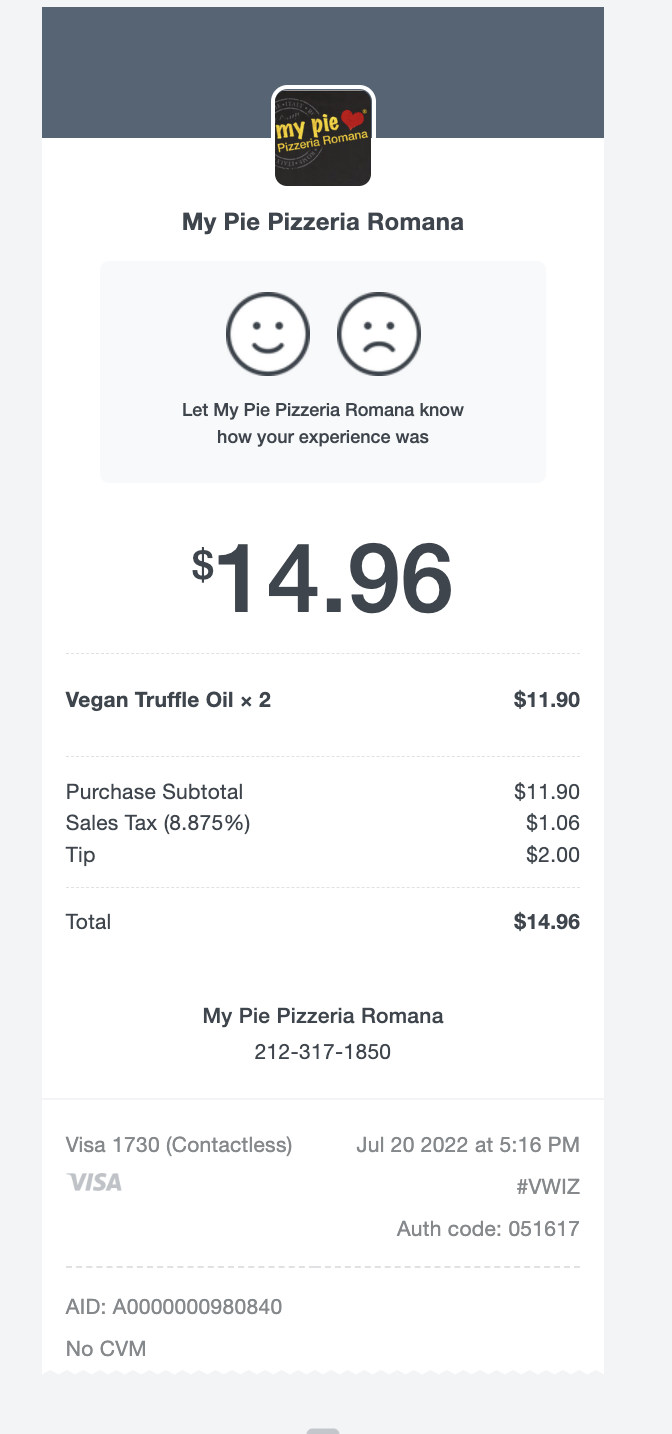 my pie
Pizzeria Romana
My Pie Pizzeria Romana
Let My Pie Pizzeria Romana know
how your experience was
$14.96
Vegan Truffle Oil × 2 $11.90
Purchase Subtotal $11.90
Sales Tax (8.875%) $1.06
Tip $2.00
Total $14.96
My Pie Pizzeria Romana
212-317-1850
Visa 1730 (Contactless) Jul 20 2022 at 5:16 PM
VISA #VWIZ
Auth code: 051617
AID: A0000000980840
No CVM